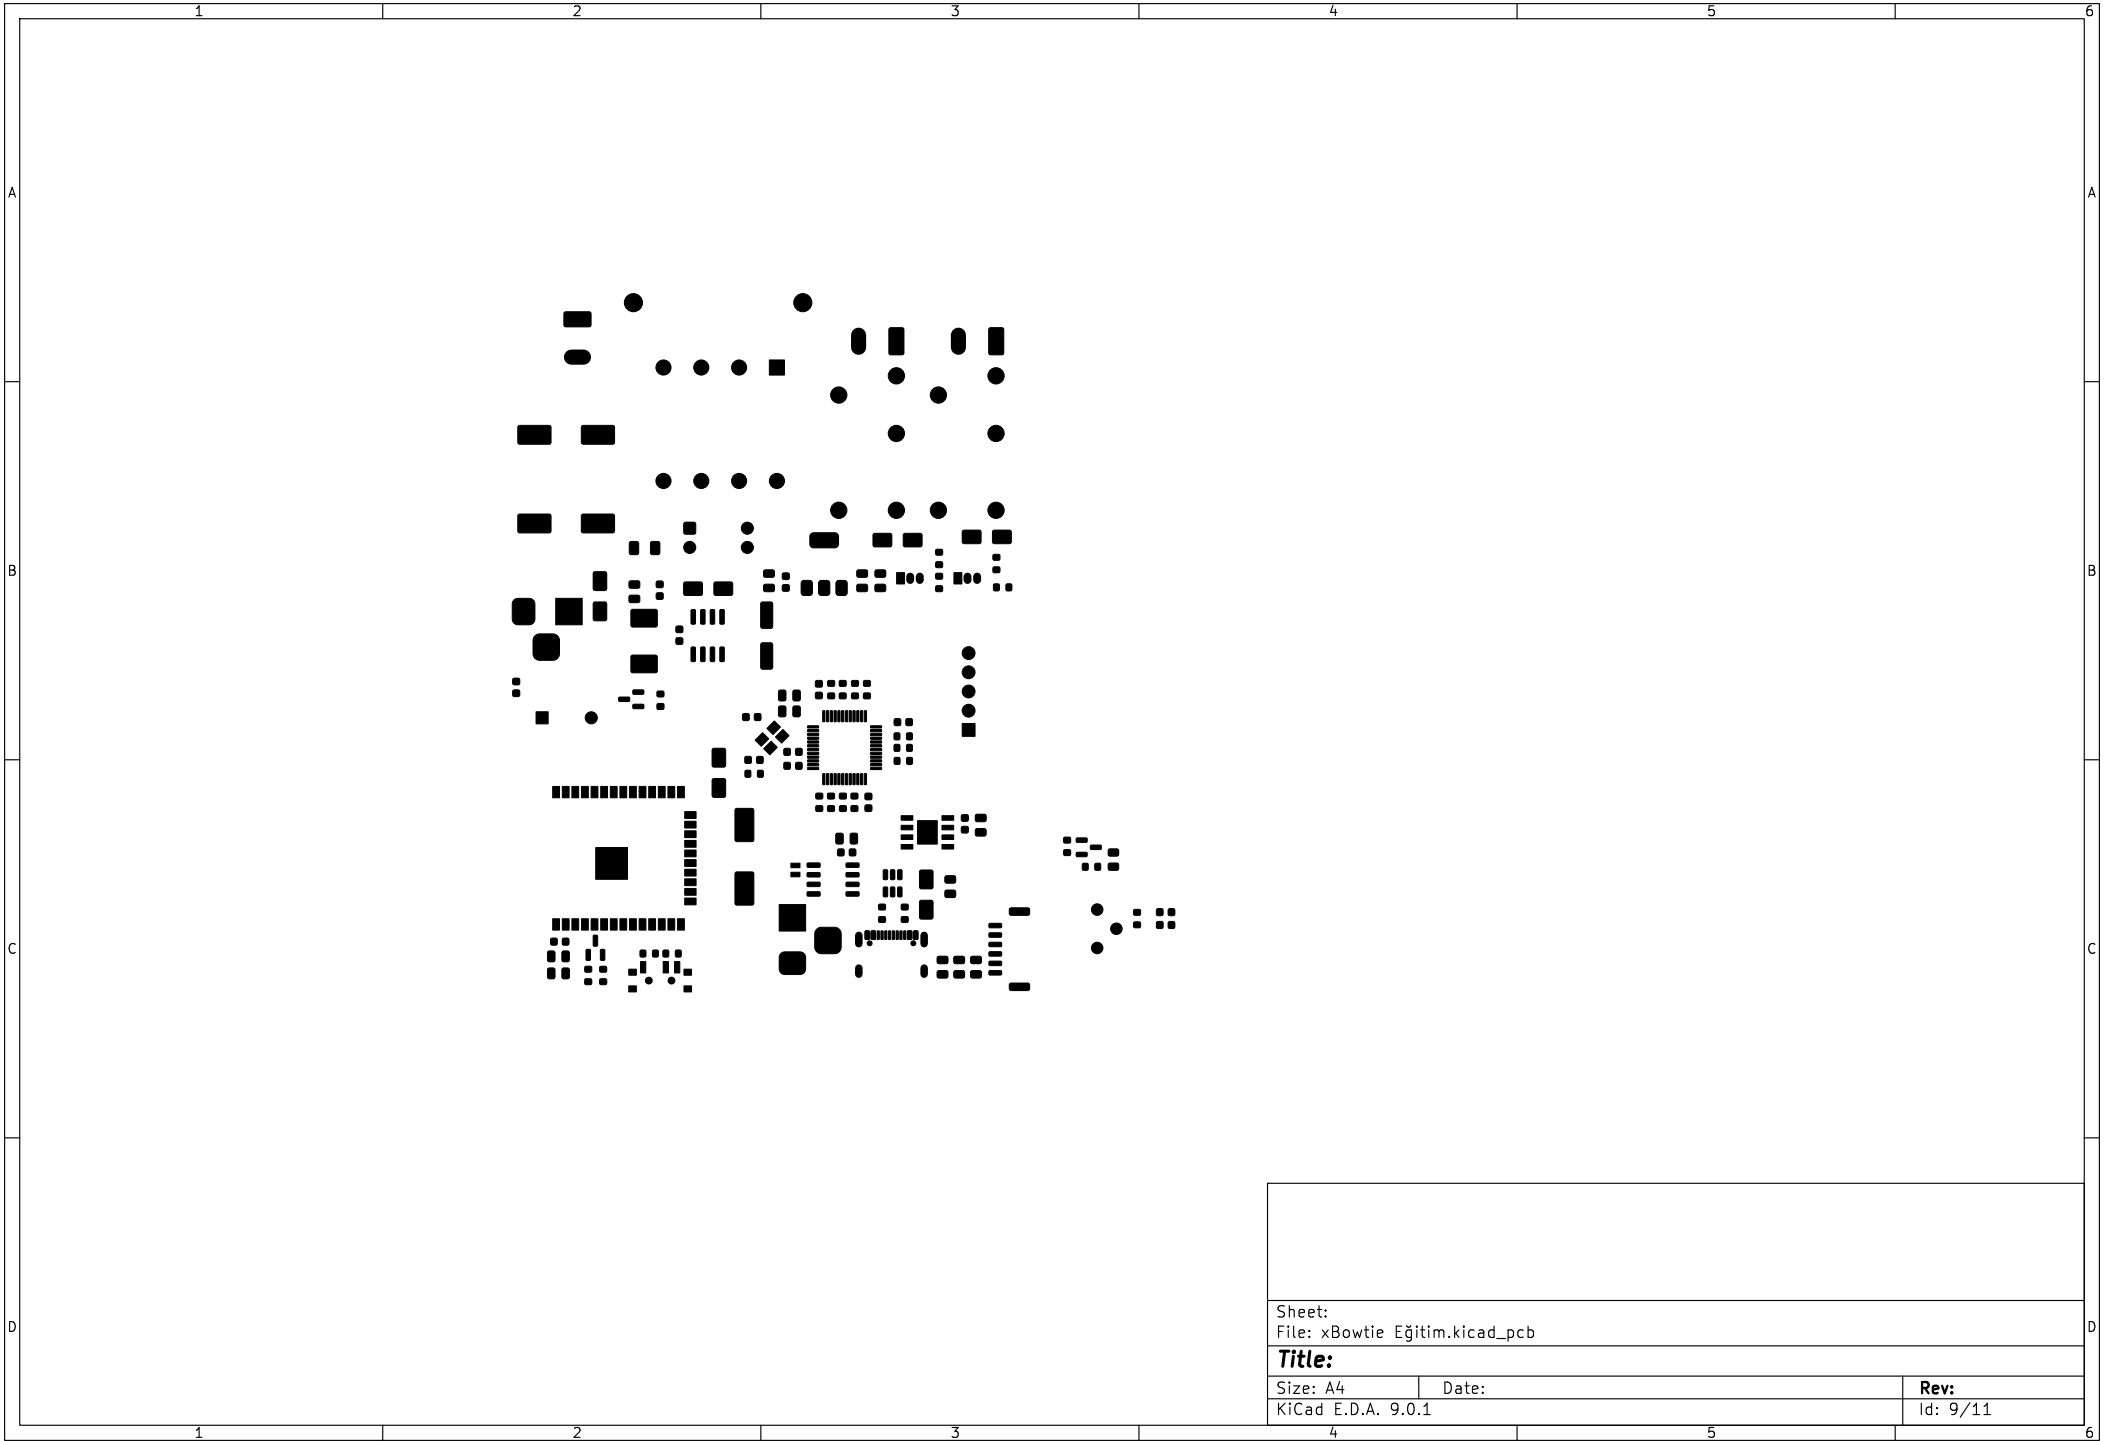 1 2 3 4 5 6
A A
B B
C C
D D
Sheet:
File: xBowtie Eğitim.kicad_pcb
Title:
Size: A4 Date: Rev:
KiCad E.D.A. 9.0.1 Id: 9/11
1 2 3 4 5 6